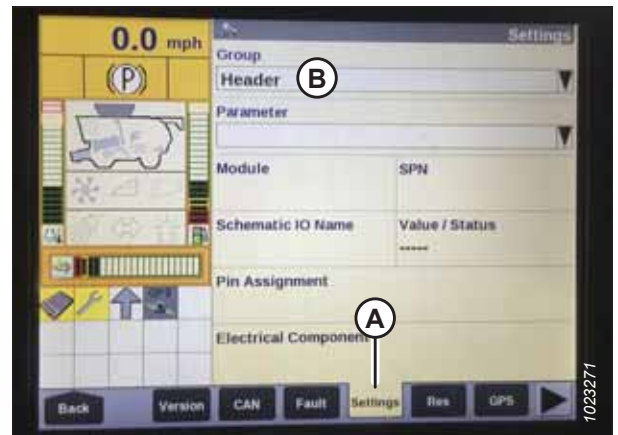 0.0 mph
Settings
(P)
Group
Header
B
Parameter
Module
SPN
Schematic IO Name
Value / Status
-----
Pin Assignment
A
Electrical Component
Back
Version
CAN
Fault
Settings
Res
GPS
1023271